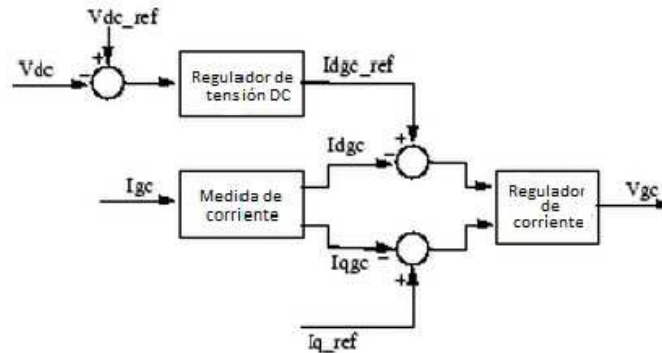 Vdc_ref
+
Vdc
-
Regulador de
tensión DC
Idgc_ref
+
-
Idgc
Igc
Medida de
corriente
Regulador
de
corriente
Vgc
Iqgc
-
+
Iq_ref